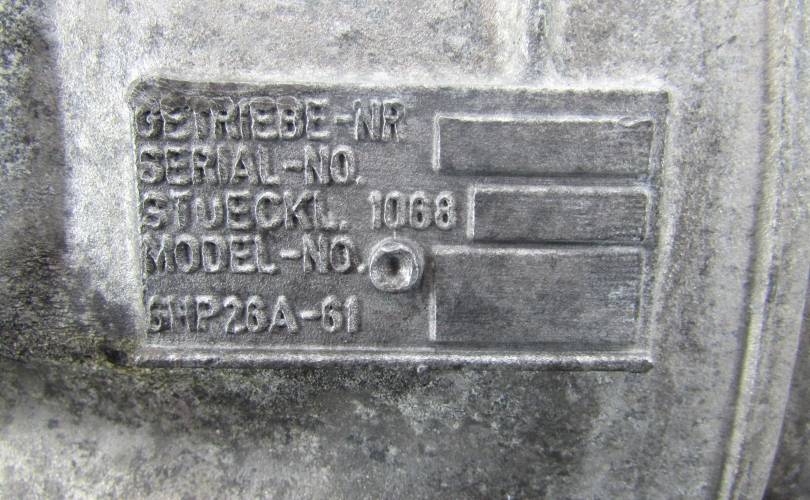 GETRIEBE-NR
SERIAL-NO.
STUECKL. 1068
MODEL-NO.
6HP26A-61